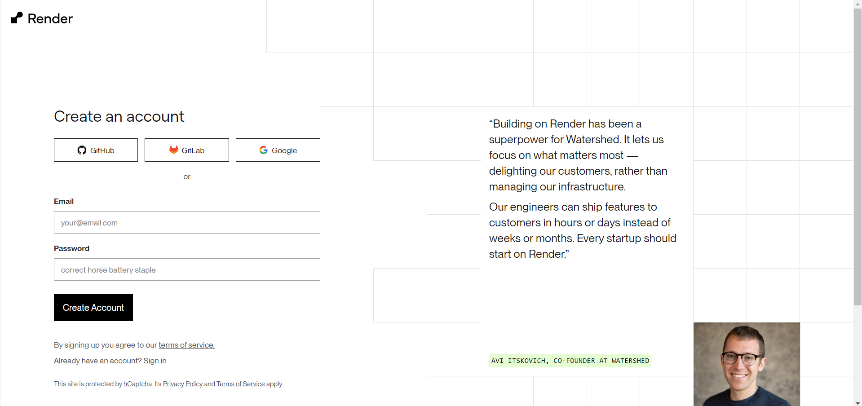 Render
Create an account
GitHub
GitLab
Google
or
Email
your@email.com
Password
correct horse battery staple
Create Account
By signing up you agree to our terms of service.
Already have an account? Sign in
This site is protected by hCaptcha. Its Privacy Policy and Terms of Service apply
“Building on Render has been a
superpower for Watershed. It lets us
focus on what matters most —
delighting our customers, rather than
managing our infrastructure.
Our engineers can ship features to
customers in hours or days instead of
weeks or months. Every startup should
start on Render.”
AVI ITSKOVICH, CO-FOUNDER AT WATERSHED